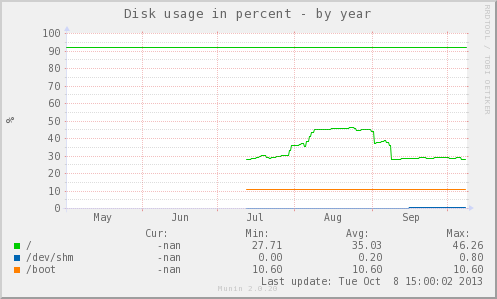 Disk usage in percent - by year
RRDTOOL / TOBI OETIKER
100
90
80
70
60
50
40
30
20
10
0
%
May Jun Jul Aug Sep
Cur: Min: Avg: Max:
/ -nan 27.71 35.03 46.26
/dev/shm -nan 0.00 0.20 0.80
/boot -nan 10.60 10.60 10.60
Last update: Tue Oct 8 15:00:02 2013
Munin 2.0.20